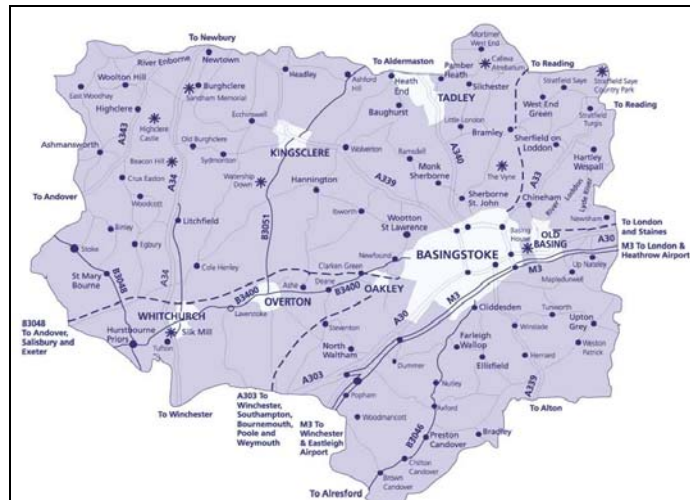 To Newbury
River Enborne
Newtown
Woolton Hill
East Woodhay
Burghclere
Sandham Memorial
Headley
Ashford
Hill
To Aldermaston
Heath
End
Pamber
Heath
Mortimer
West End
Calleva
Atrebatum
Silchester
To Reading
Stratfield Saye
Stratfield Saye
Country Park
To Reading
Highclere
A343
Highclere
Castle
Ecchinswell
TADLEY
Baughurst
Little London
West End
Green
Stratfield
Turgis
Bramley
Sherfield on
Loddon
Ashmansworth
Old Burghclere
Beacon Hill
Sydmonton
KINGSCLERE
Wolverton
Ramsdell
A340
Monk
Sherborne
The Vyne
Hartley
Wespall
A33
River Loddon
Lyde River
Crux Easton
A34
Watership
Down
Hannington
A339
Sherborne
St. John
Chineham
Woodcott
To Andover
Litchfield
B3051
Ibworth
Wootton
St Lawrence
Newnham
To London
and Staines
Binley
Stoke
Egbury
Basing
House
OLD
BASING
A30
M3 To London &
Heathrow Airport
BASINGSTOKE
Newfound
St Mary
Bourne
B3048
A34
Cole Henley
Clarken Green
Deane
Ashe
OAKLEY
M3
Up Nateley
Mapledurwell
B3400
B3400
WHITCHURCH
OVERTON
Laverstoke
M3
A30
Cliddesden
Tunworth
B3048
To Andover,
Salisbury and
Exeter
Hurstbourne
Priors
Silk Mill
Tufton
Steventon
Farleigh
Wallop
Winslade
Upton
Grey
North
Waltham
Weston
Patrick
Herriard
Ellisfield
Dummer
A303
A339
Nutley
To Winchester
A303 To
Winchester,
Southampton,
Bournemouth,
Poole and
Weymouth
M3 To
Winchester
& Eastleigh
Airport
Popham
Woodmancott
Axford
To Alton
B3046
Preston
Candover
Bradley
Chilton
Candover
Brown
Candover
To Alresford